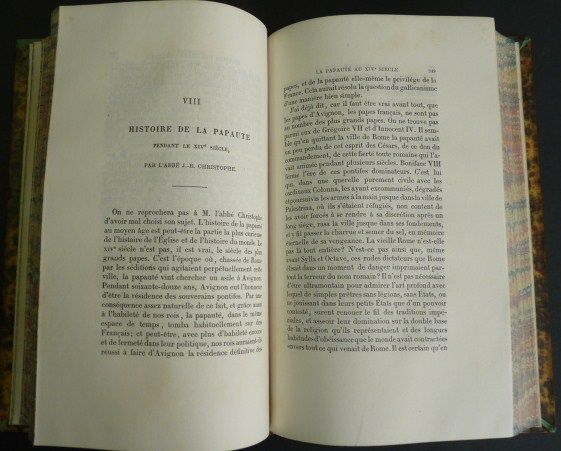 VIII
HISTOIRE DE LA PAPAUTÉ
PENDANT LE XIVe SIÈCLE,
PAR L'ABBÉ J.-B. CHRISTOPHE.
On ne reprochera pas à M. l'abbé Christophe
d'avoir mal choisi son sujet. L'histoire de la papauté
au moyen âge est peut-être la partie la plus curieuse
de l'histoire de l'Église et de l'histoire du monde. Le
XIVe siècle n'est pas, il est vrai, le siècle des plus
grands papes. C'est l'époque où, chassée de Rome
par les séditions qui agitaient perpétuellement cette
ville, la papauté vint chercher un asile à Avignon.
Pendant soixante-douze ans, Avignon eut l'honneur
d'être la résidence des souverains pontifes. Par une
conséquence assez naturelle de ce fait, et grâce aussi
à l'habileté de nos rois, la papauté, dans le même
espace de temps, tomba habituellement sur des
Français; et peut-être, avec plus d'habileté encore
et de fermeté dans leur politique, nos rois auraient-ils
réussi à faire d'Avignon la résidence définitive des
LA PAPAUTÉ AU XIVe SIÈCLE
papes, et de la papauté elle-même le privilége de la
France. Cela aurait résolu la question du gallicanisme
d'une manière bien simple.
J'ai déjà dit, car il faut être vrai avant tout, que
les papes d'Avignon, les papes français, ne sont pas
au nombre des plus grands papes. On ne trouve pas
parmi eux de Grégoire VII et d'Innocent IV. Il sem-
ble qu'en quittant la ville de Rome la papauté ait
un peu perdu de cet esprit des Césars, de ce don du
commandement, de cette fierté toute romaine qui l'a-
vaient animée pendant plusieurs siècles. Boniface VIII
ferme l'ère de ces pontifes dominateurs. C'est lui
qui, dans une querelle purement civile avec les
cardinaux Colonna, les ayant excommuniés, dégradés
et poursuivis les armes à la main jusque dans la ville de
Palestrina, où ils s'étaient réfugiés, non content de
les avoir forcés à se rendre à sa discrétion après un
long siège, rasa la ville jusque dans ses fondements,
et y fit passer la charrue et semer du sel, en mémoire
éternelle de sa vengeance. La vieille Rome n'est-elle
pas là tout entière? N'est-ce pas ainsi que, même
avant Sylla et Octave, ces rudes dictateurs que Rome
élisait dans un moment de danger imprimaient par-
tout la terreur du nom romain? Il n'est pas nécessaire
d'être ultramontain pour admirer l'art profond avec
lequel de simples prêtres sans légions, sans États, ou
ne jouissant dans leurs petits États que d'un pouvoir
contesté, surent renouer le fil des traditions impé-
riales, et asseoir leur domination sur la double base
de la religion qu'ils représentaient et des longues
habitudes d'obéissance que le monde avait contractées
envers tout ce qui venait de Rome. Il est certain qu'en